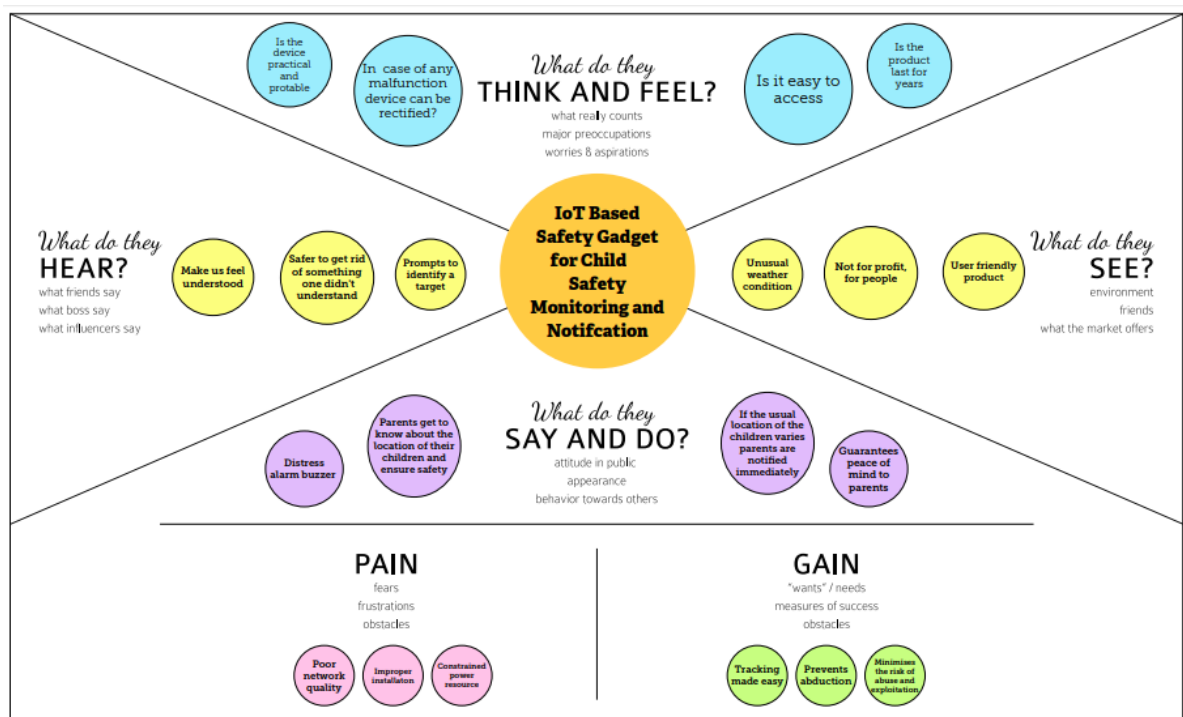 Is the
device
practical
and
protable
In case of any
malfunction
device can be
rectified?
What do they
THINK AND FEEL?
what really counts
major preoccupations
worries & aspirations
Is it easy to
access
Is the
product
last for
years
What do they
HEAR?
what friends say
what boss say
what influencers say
Make us feel
understood
Safer to get rid
of something
one didn't
understand
Prompts to
identify a
target
IoT Based
Safety Gadget
for Child
Safety
Monitoring and
Notifcation
Unusual
weather
condition
Not for profit,
for people
User friendly
product
What do they
SEE?
environment
friends
what the market offers
Distress
alarm buzzer
Parents get to
know about the
location of their
children and
ensure safety
What do they
SAY AND DO?
attitude in public
appearance
behavior towards others
If the usual
location of the
children varies
parents are
notified
immediately
Guarantees
peace of
mind to
parents
PAIN
fears
frustrations
obstacles
Poor
network
quality
Improper
installaton
Constrained
power
resource
GAIN
"wants" / needs
measures of success
obstacles
Tracking
made easy
Prevents
abduction
Minimises
the risk of
abuse and
exploitation